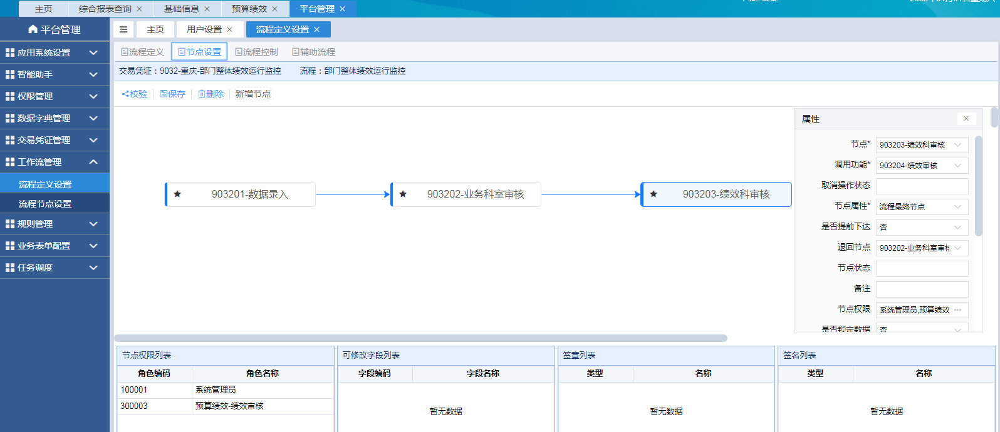 主页 综合报表查询 × 基础信息 × 预算绩效 × 平台管理 ×
平台管理
主页 用户设置 × 流程定义设置 ×
应用系统设置
智能助手
权限管理
数据字典管理
交易凭证管理
工作流管理
流程定义设置
流程节点设置
规则管理
业务表单配置
任务调度
流程定义 节点设置 流程控制 辅助流程
交易凭证：9032-重庆-部门整体绩效运行监控 流程：部门整体绩效运行监控
校验 保存 删除 新增节点
903201-数据录入
903202-业务科室审核
903203-绩效科审核
属性 ×
节点* 903203-绩效科审核
调用功能* 903204-绩效审核
取消操作状态
节点属性* 流程最终节点
是否提前下达 否
退回节点 903202-业务科室审核
节点状态
备注
节点权限 系统管理员,预算绩效 ···
是否锁定数据 否
节点权限列表
角色编码 角色名称
100001 系统管理员
300003 预算绩效-绩效审核
可修改字段列表
字段编码 字段名称
暂无数据
签章列表
类型 名称
暂无数据
签名列表
类型 名称
暂无数据